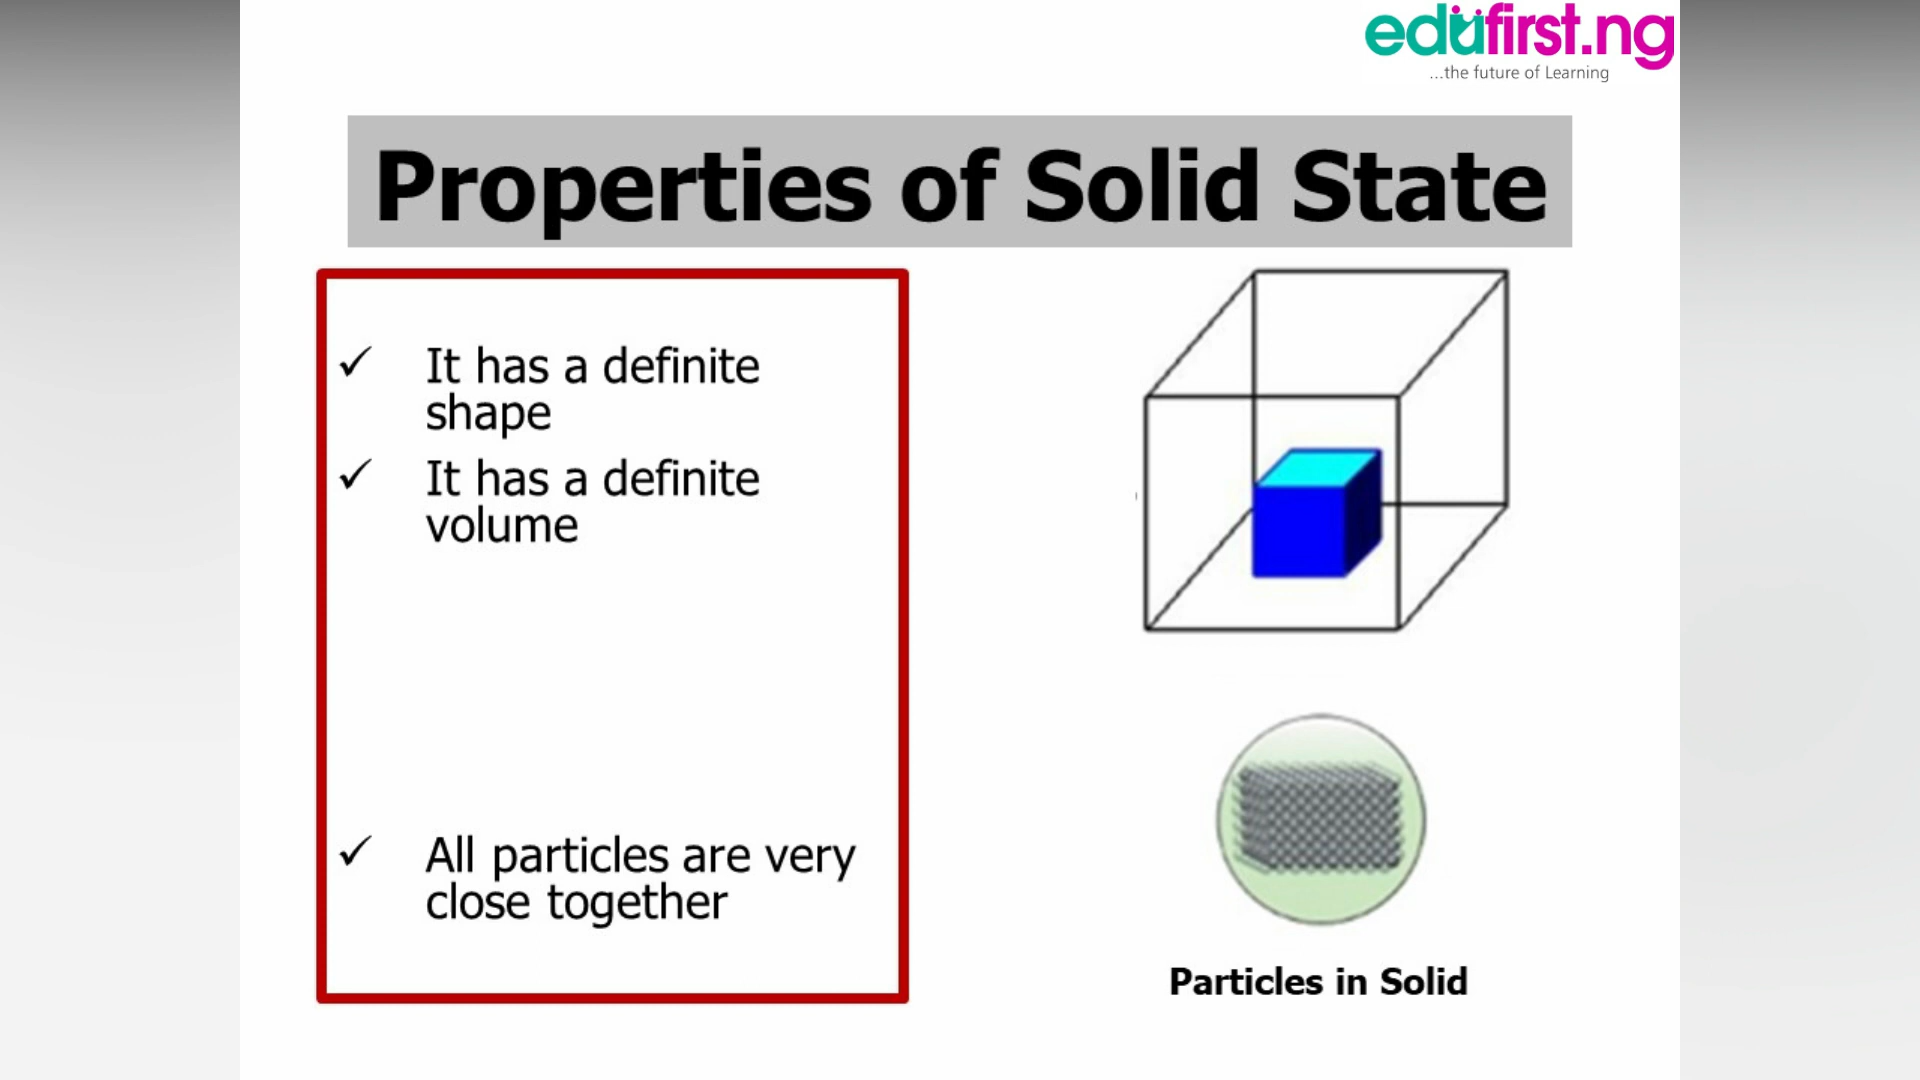 edufirst.ng
...the future of Learning
Properties of Solid State
✓ It has a definite
shape
✓ It has a definite
volume
✓ All particles are very
close together
Particles in Solid